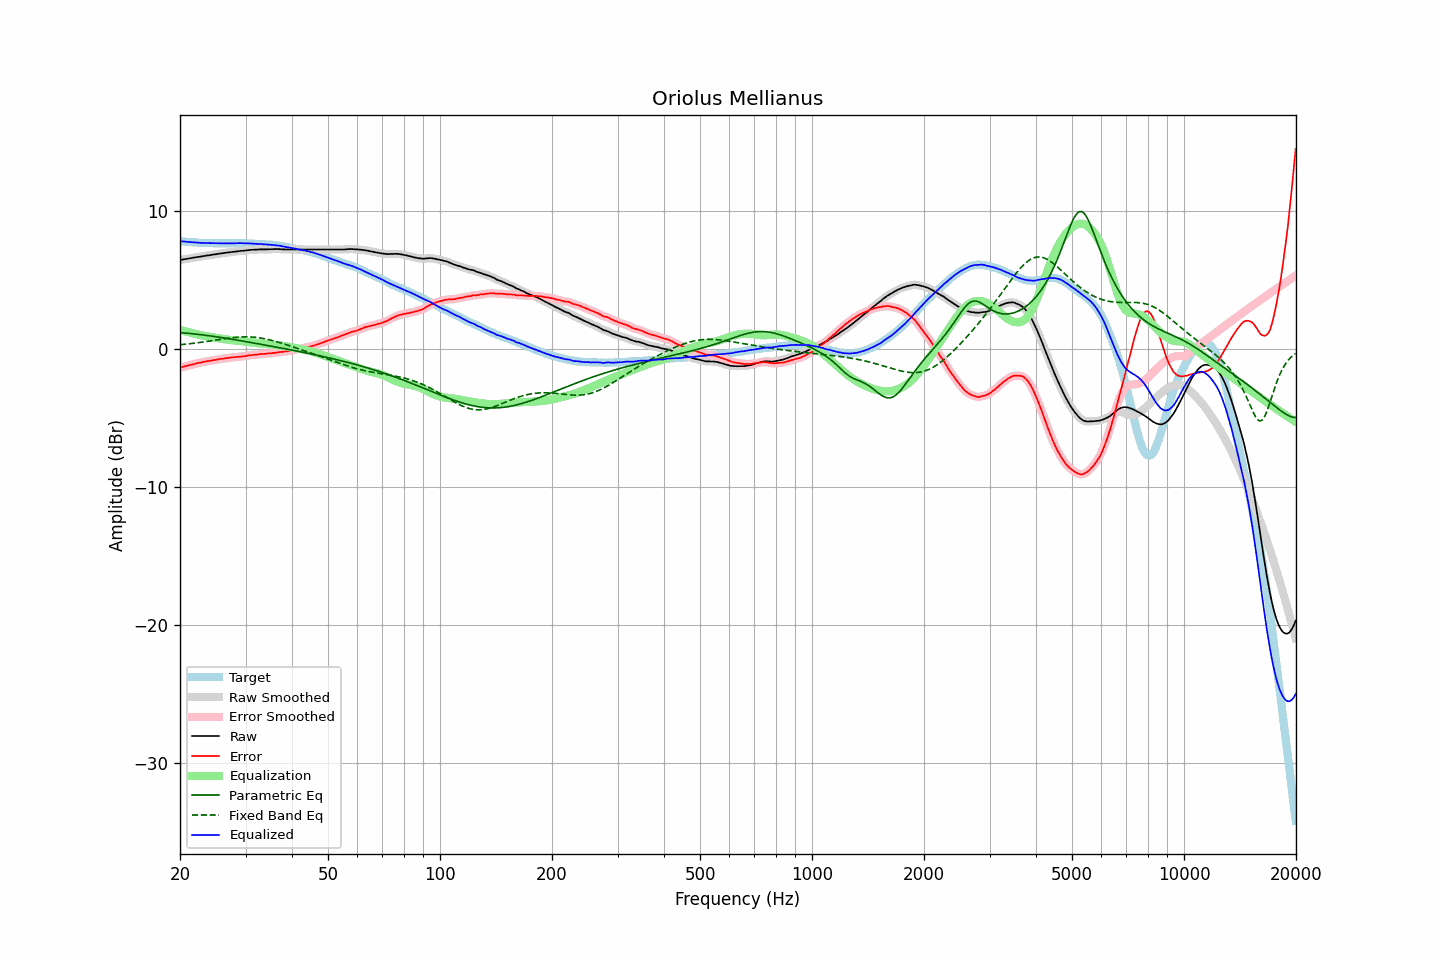 Oriolus Mellianus
Amplitude (dBr)
10
0
−10
−20
−30
Target
Raw Smoothed
Error Smoothed
Raw
Error
Equalization
Parametric Eq
Fixed Band Eq
Equalized
20 50 100 200 500 1000 2000 5000 10000 20000
Frequency (Hz)